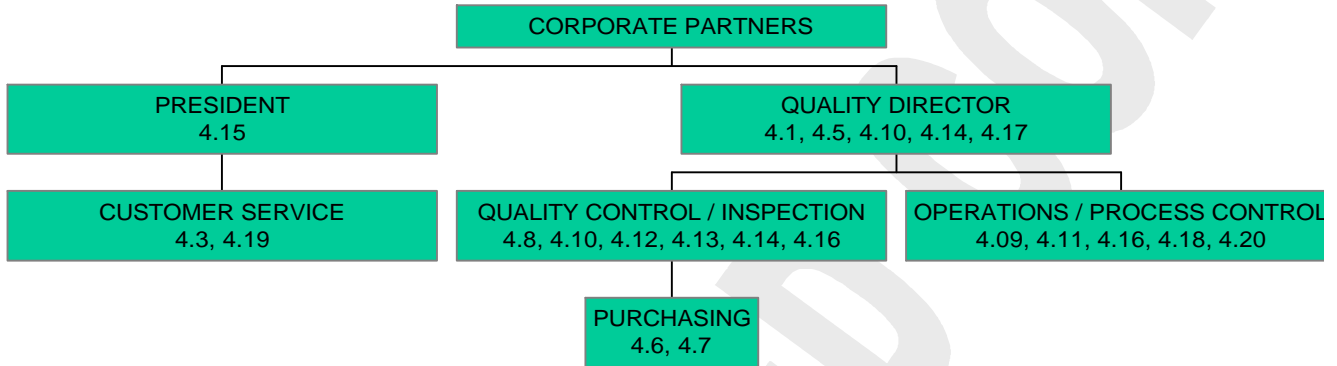 CORPORATE PARTNERS
PRESIDENT
4.15
QUALITY DIRECTOR
4.1, 4.5, 4.10, 4.14, 4.17
CUSTOMER SERVICE
4.3, 4.19
QUALITY CONTROL / INSPECTION
4.8, 4.10, 4.12, 4.13, 4.14, 4.16
OPERATIONS / PROCESS CONTROL
4.09, 4.11, 4.16, 4.18, 4.20
PURCHASING
4.6, 4.7